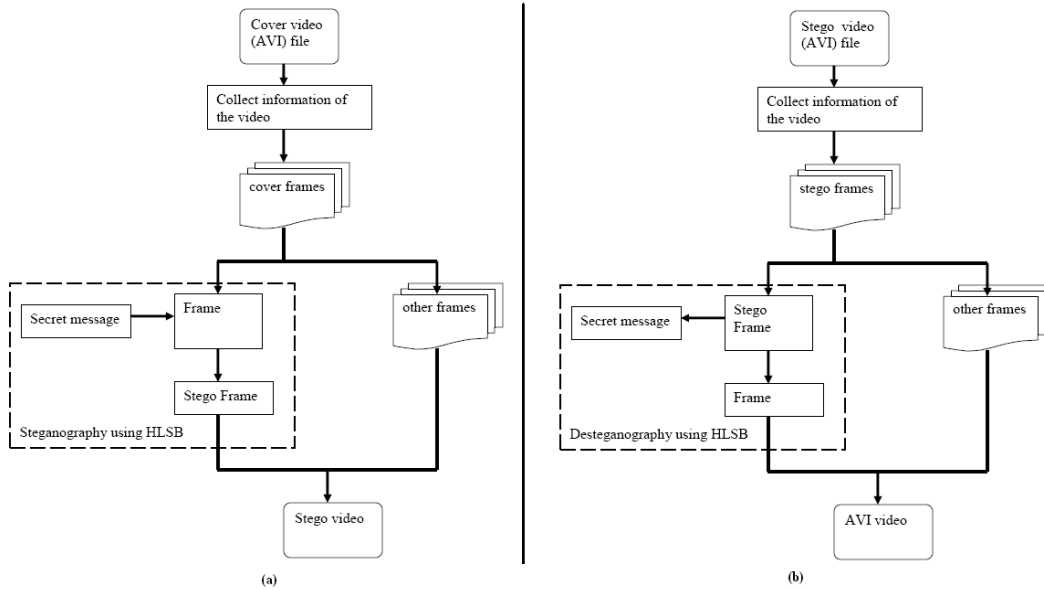 Cover video
(AVI) file
Collect information of
the video
cover frames
Frame
Secret message
other frames
Stego Frame
Steganography using HLSB
Stego video
(a)
Stego video
(AVI) file
Collect information of
the video
stego frames
Stego
Frame
Secret message
other frames
Frame
Desteganography using HLSB
AVI video
(b)